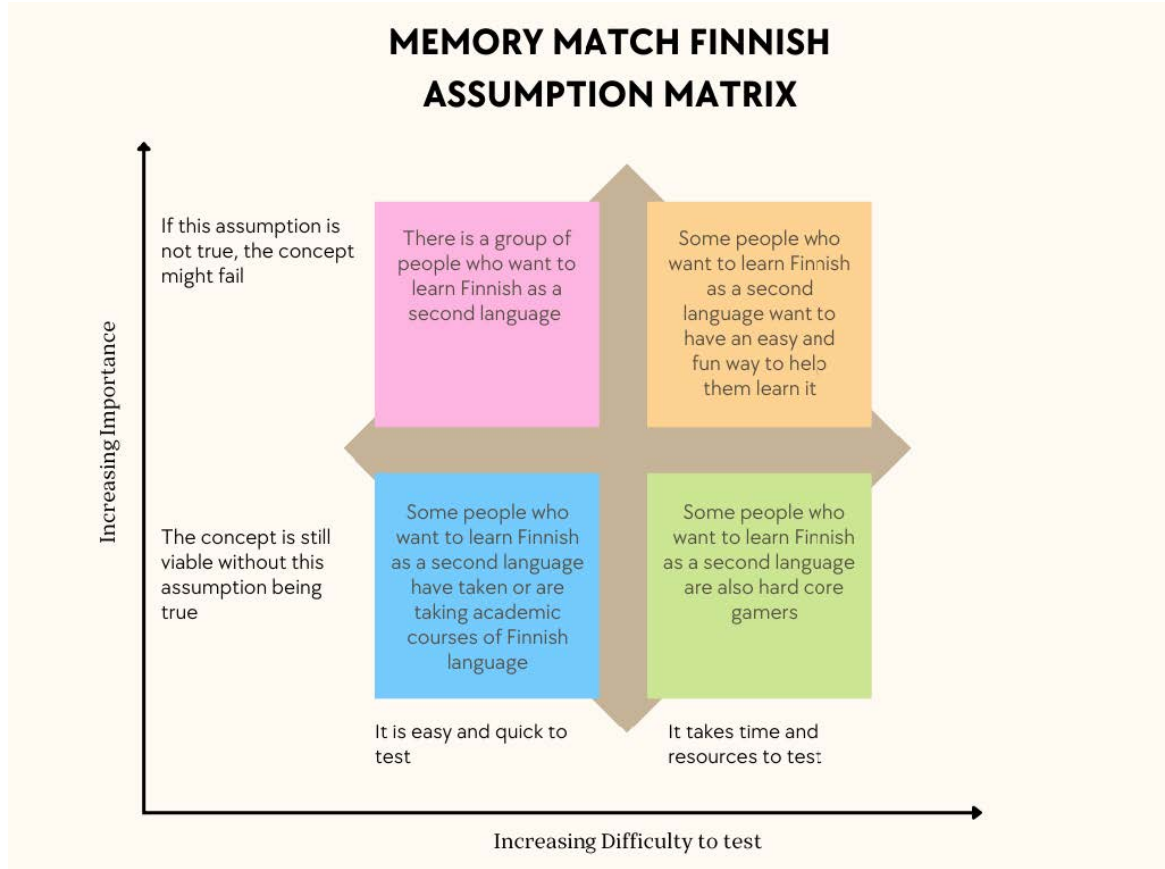 MEMORY MATCH FINNISH
ASSUMPTION MATRIX
Increasing Importance
If this assumption is
not true, the concept
might fail
There is a group of
people who want to
learn Finnish as a
second language
Some people who
want to learn Finnish
as a second
language want to
have an easy and
fun way to help
them learn it
The concept is still
viable without this
assumption being
true
Some people who
want to learn Finnish
as a second language
have taken or are
taking academic
courses of Finnish
language
Some people who
want to learn Finnish
as a second language
are also hard core
gamers
It is easy and quick to
test
It takes time and
resources to test
Increasing Difficulty to test